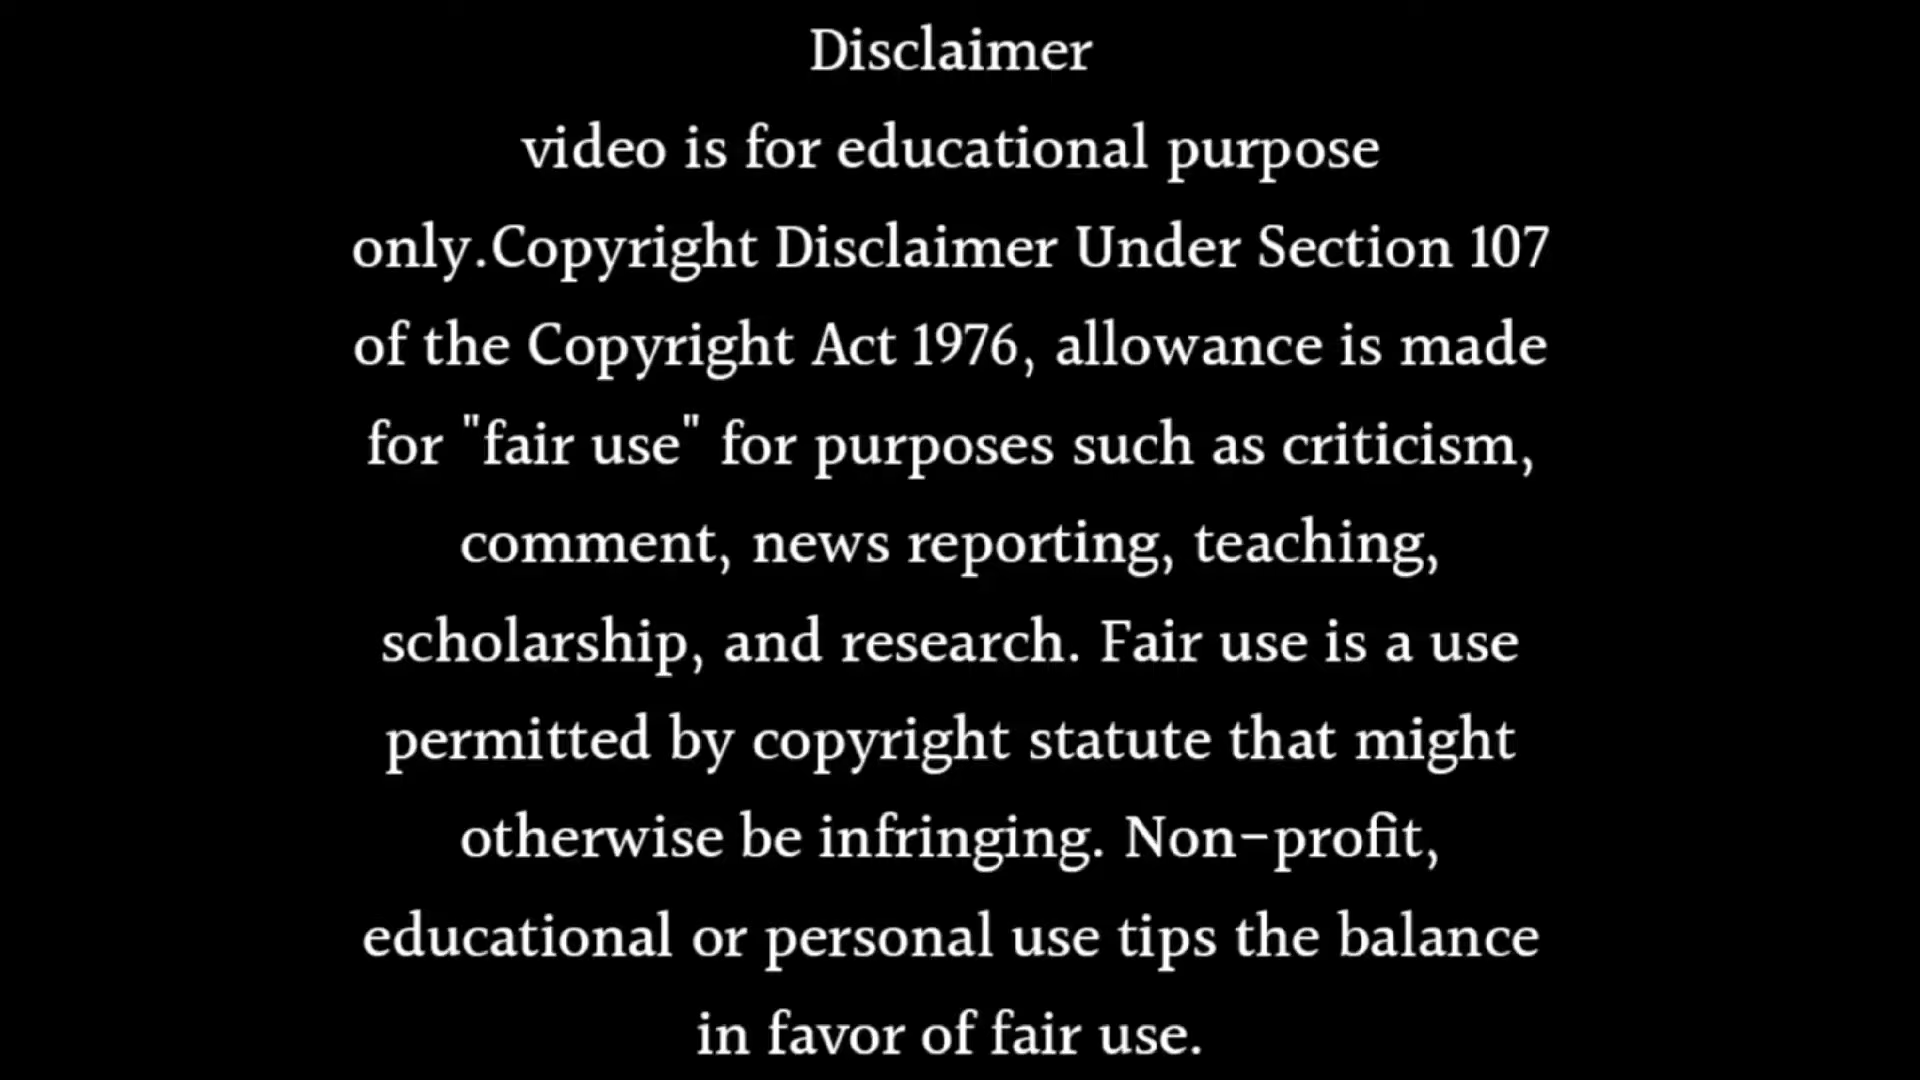 Disclaimer
video is for educational purpose
only.Copyright Disclaimer Under Section 107
of the Copyright Act 1976, allowance is made
for "fair use" for purposes such as criticism,
comment, news reporting, teaching,
scholarship, and research. Fair use is a use
permitted by copyright statute that might
otherwise be infringing. Non-profit,
educational or personal use tips the balance
in favor of fair use.